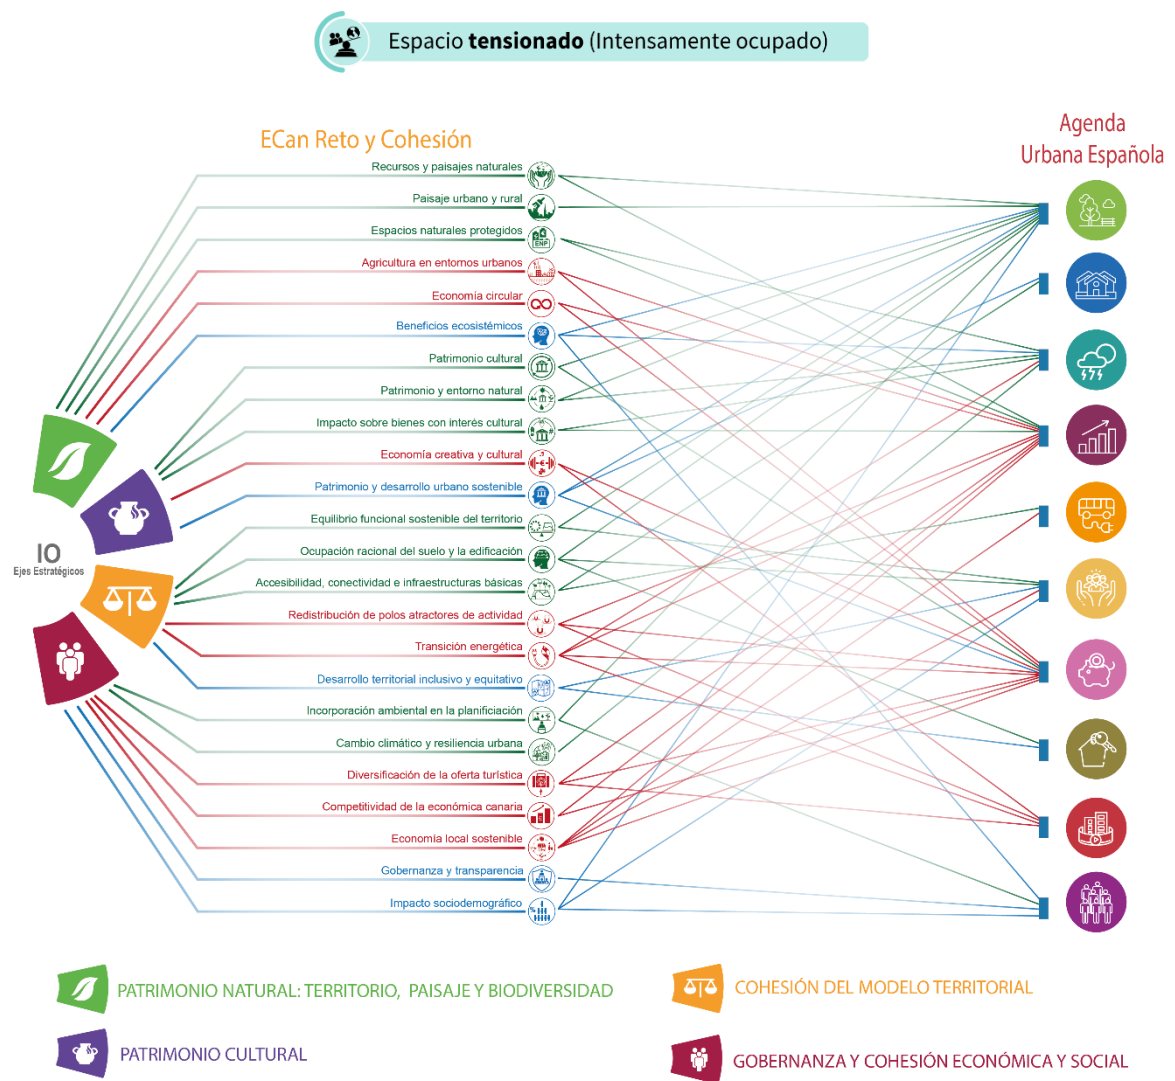 Espacio tensionado (Intensamente ocupado)
ECan Reto y Cohesión
Agenda
Urbana Española
Recursos y paisajes naturales
Paisaje urbano y rural
Espacios naturales protegidos
ENP
Agricultura en entornos urbanos
Economía circular
Beneficios ecosistémicos
Patrimonio cultural
Patrimonio y entorno natural
Impacto sobre bienes con interés cultural
Economía creativa y cultural
Patrimonio y desarrollo urbano sostenible
Equilibrio funcional sostenible del territorio
Ocupación racional del suelo y la edificación
Accesibilidad, conectividad e infraestructuras básicas
Redistribución de polos atractores de actividad
Transición energética
Desarrollo territorial inclusivo y equitativo
Incorporación ambiental en la planificiación
Cambio climático y resiliencia urbana
Diversificación de la oferta turística
Competitividad de la económica canaria
Economía local sostenible
Gobernanza y transparencia
Impacto sociodemográfico
10
Ejes Estratégicos
PATRIMONIO NATURAL: TERRITORIO, PAISAJE Y BIODIVERSIDAD
COHESIÓN DEL MODELO TERRITORIAL
PATRIMONIO CULTURAL
GOBERNANZA Y COHESIÓN ECONÓMICA Y SOCIAL